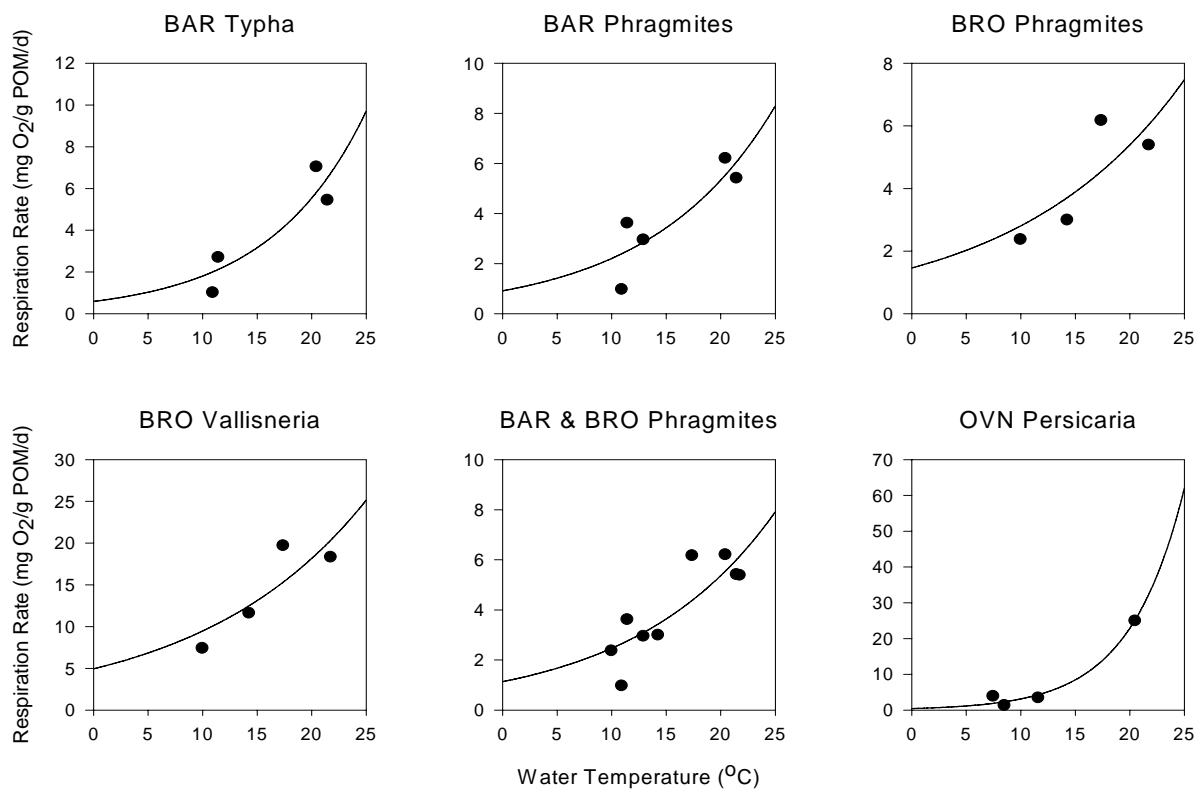 BAR Typha
BAR Phragmites
BRO Phragmites
Respiration Rate (mg O2/g POM/d)
12
10
8
6
4
2
0
0 5 10 15 20 25
10
8
6
4
2
0
0 5 10 15 20 25
8
6
4
2
0
0 5 10 15 20 25
BRO Vallisneria
BAR & BRO Phragmites
OVN Persicaria
Respiration Rate (mg O2/g POM/d)
30
25
20
15
10
5
0
0 5 10 15 20 25
10
8
6
4
2
0
0 5 10 15 20 25
70
60
50
40
30
20
10
0
0 5 10 15 20 25
Water Temperature (oC)